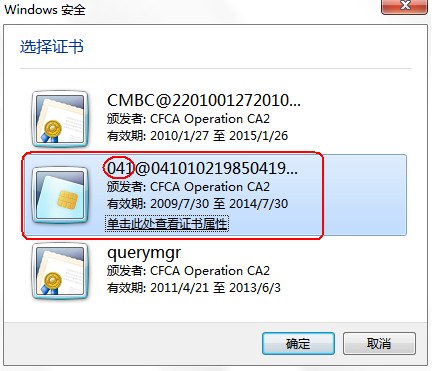 Windows 安全
选择证书
CMBC@2201001272010...
颁发者: CFCA Operation CA2
有效期: 2010/1/27 至 2015/1/26
041@041010219850419...
颁发者: CFCA Operation CA2
有效期: 2009/7/30 至 2014/7/30
单击此处查看证书属性
querymgr
颁发者: CFCA Operation CA2
有效期: 2011/4/21 至 2013/6/3
确定
取消